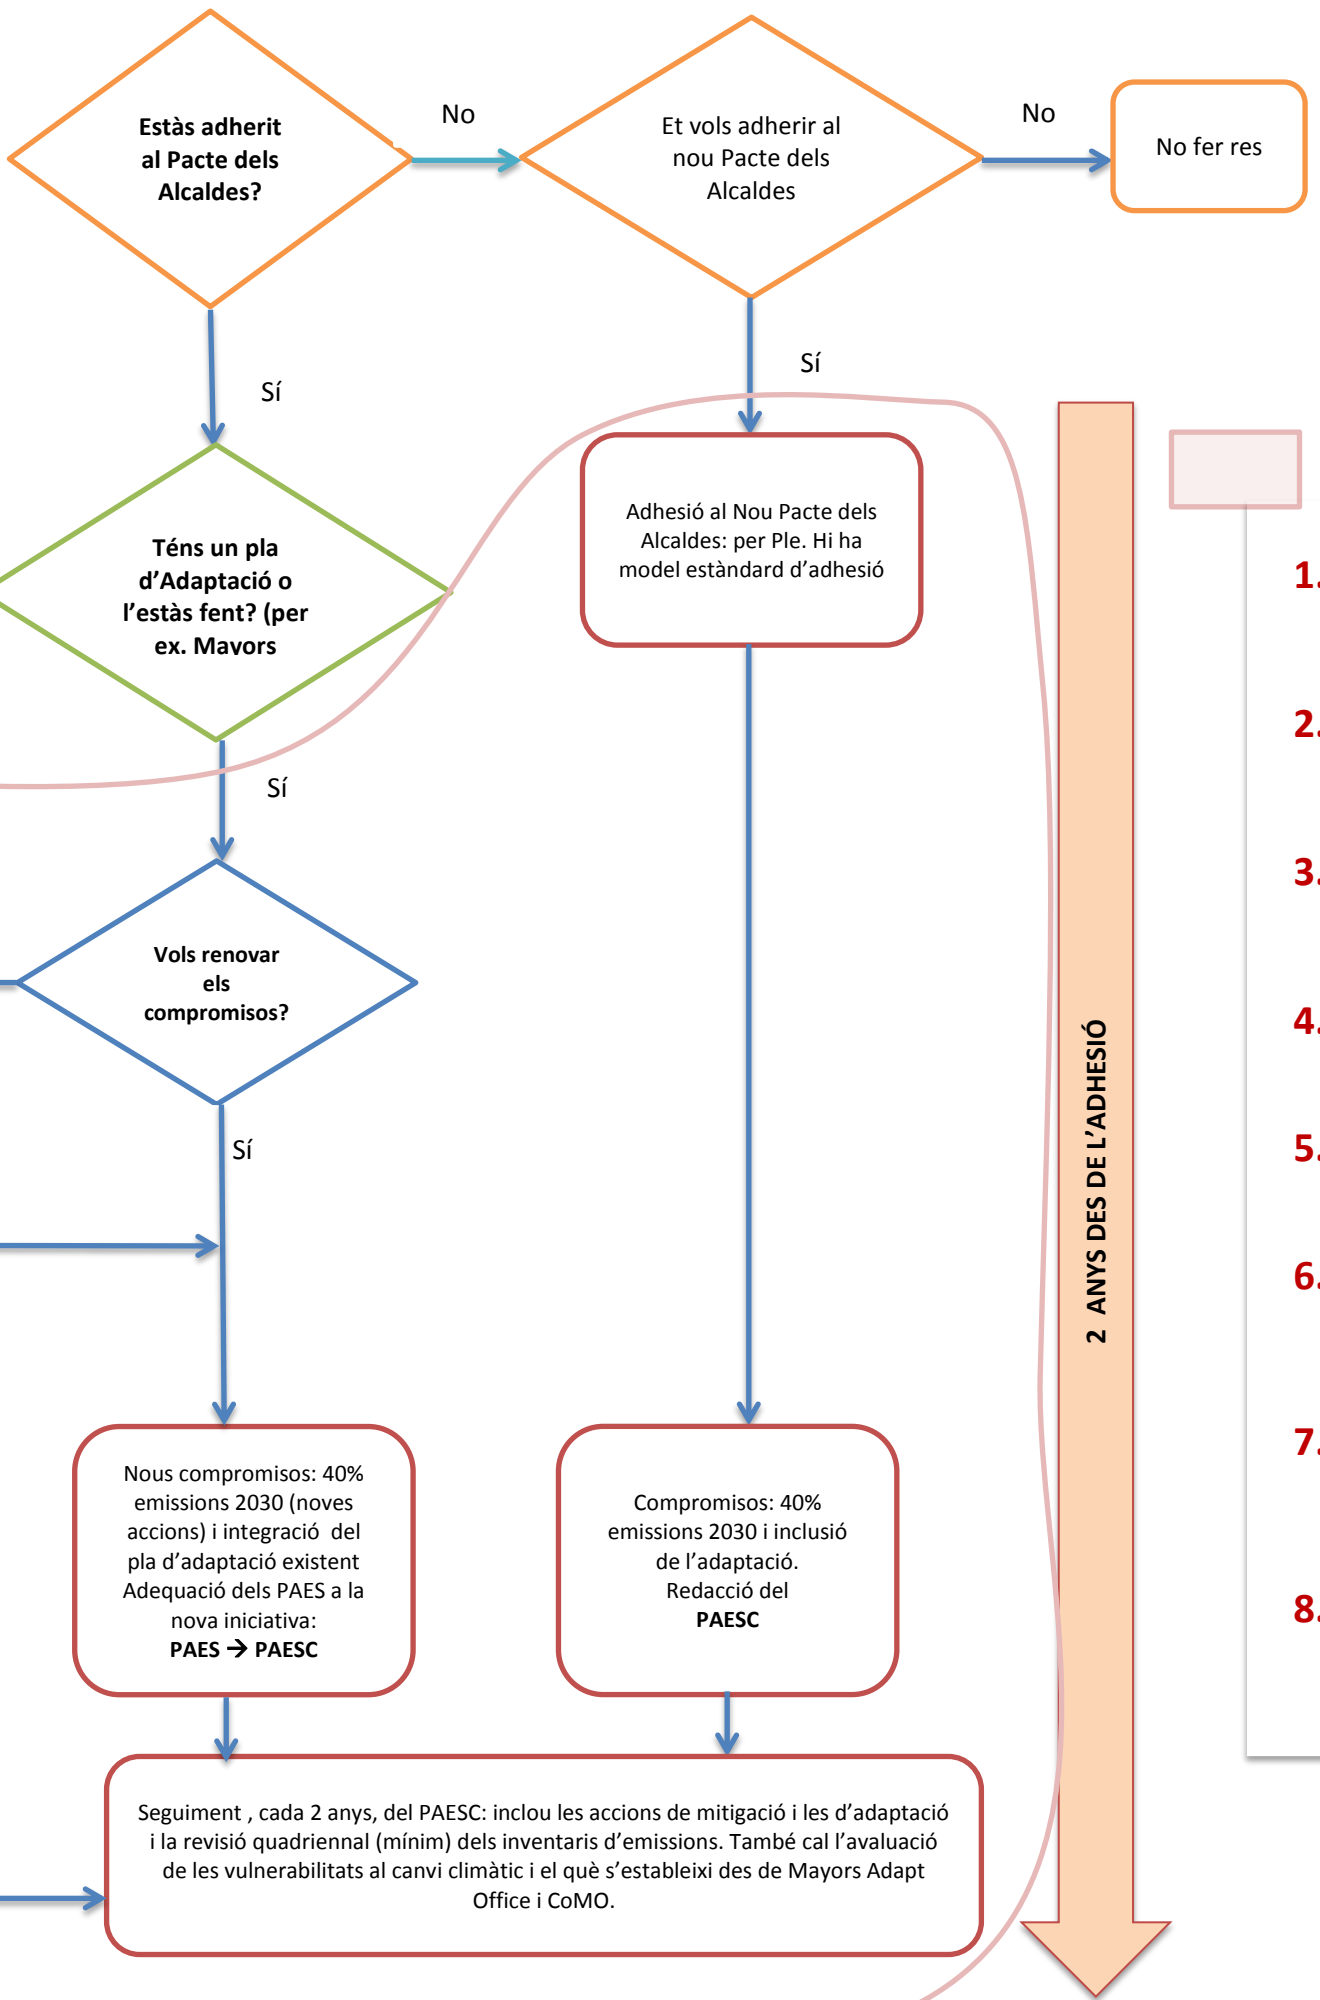 Estàs adherit
al Pacte dels
Alcaldes?
No
Et vols adherir al
nou Pacte dels
Alcaldes
No
No fer res
Sí
Sí
Téns un pla
d’Adaptació o
l’estàs fent? (per
ex. Mayors
Adhesió al Nou Pacte dels
Alcaldes: per Ple. Hi ha
model estàndard d’adhesió
Sí
Vols renovar
els
compromisos?
Sí
Nous compromisos: 40%
emissions 2030 (noves
accions) i integració del
pla d’adaptació existent
Adequació dels PAES a la
nova iniciativa:
PAES → PAESC
Compromisos: 40%
emissions 2030 i inclusió
de l’adaptació.
Redacció del
PAESC
Seguiment , cada 2 anys, del PAESC: inclou les accions de mitigació i les d’adaptació
i la revisió quadriennal (mínim) dels inventaris d’emissions. També cal l’avaluació
de les vulnerabilitats al canvi climàtic i el què s’estableixi des de Mayors Adapt
Office i CoMO.
2 ANYS DES DE L’ADHESIÓ
1.
2.
3.
4.
5.
6.
7.
8.